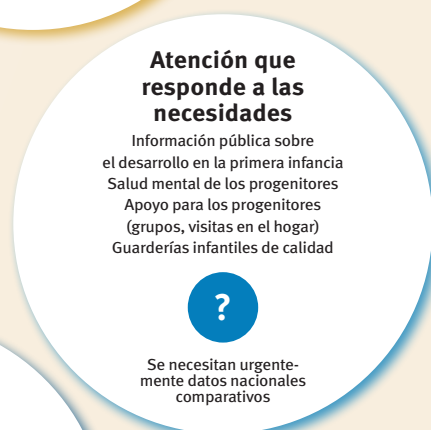 Atención que
responde a las
necesidades
Información pública sobre
el desarrollo en la primera infancia
Salud mental de los progenitores
Apoyo para los progenitores
(grupos, visitas en el hogar)
Guarderías infantiles de calidad
?
Se necesitan urgente-
mente datos nacionales
comparativos